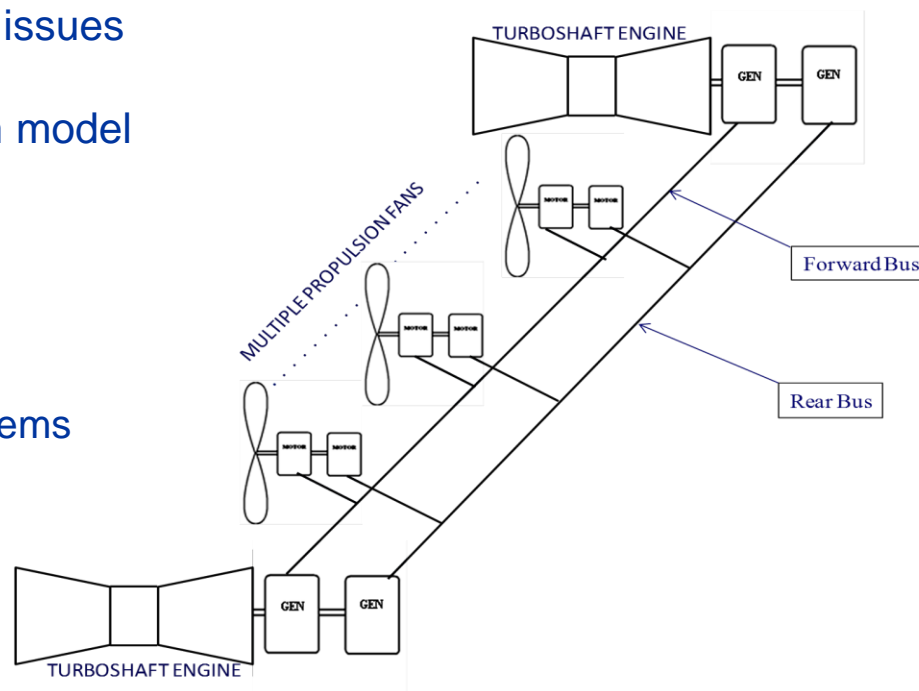 issues
model
ems
TURBOSHAFT ENGINE
GEN
GEN
MOTOR
MOTOR
MULTIPLE PROPULSION FANS
Forward Bus
MOTOR
MOTOR
Rear Bus
MOTOR
MOTOR
GEN
GEN
TURBOSHAFT ENGINE